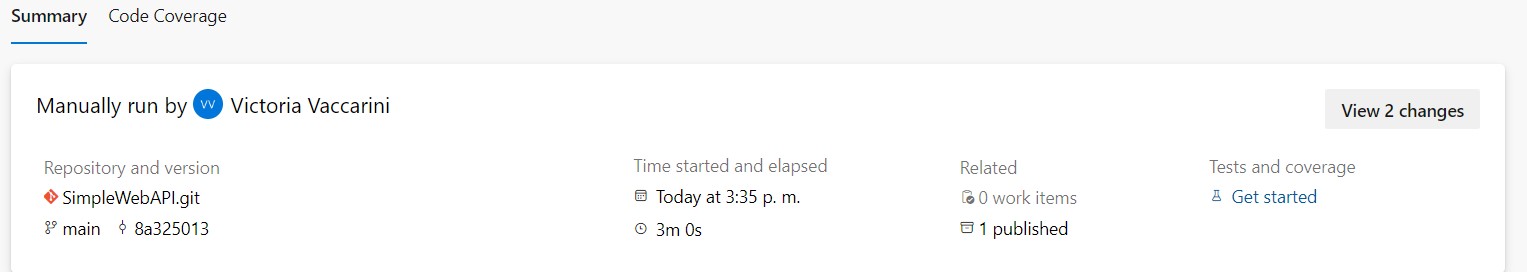 Summary Code Coverage
Manually run by VV Victoria Vaccarini
View 2 changes
Repository and version
SimpleWebAPI.git
main 8a325013
Time started and elapsed
Today at 3:35 p. m.
3m 0s
Related
0 work items
1 published
Tests and coverage
Get started